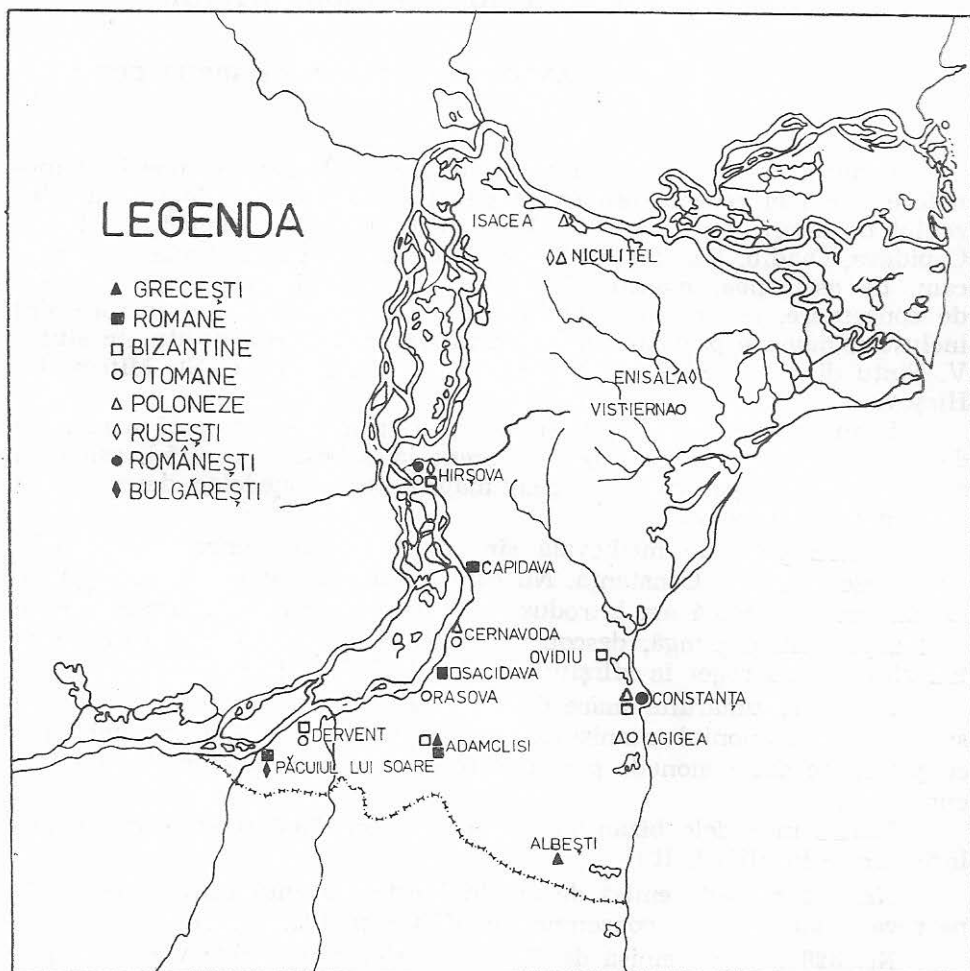 LEGENDA
GRECEȘTI
ROMANE
BIZANTINE
OTOMANE
POLONEZE
RUSEȘTI
ROMÂNEȘTI
BULGĂREȘTI
ISACEA
NICULIȚEL
ENISALA
VISTIERNA
HIRȘOVA
CAPIDAVA
CERNAVODA
OVIDIU
SACIDAVA
RASOVA
CONSTANȚA
DERVENT
ADAMCLISI
AGIGEA
PĂCUIUL LUI SOARE
ALBEȘTI